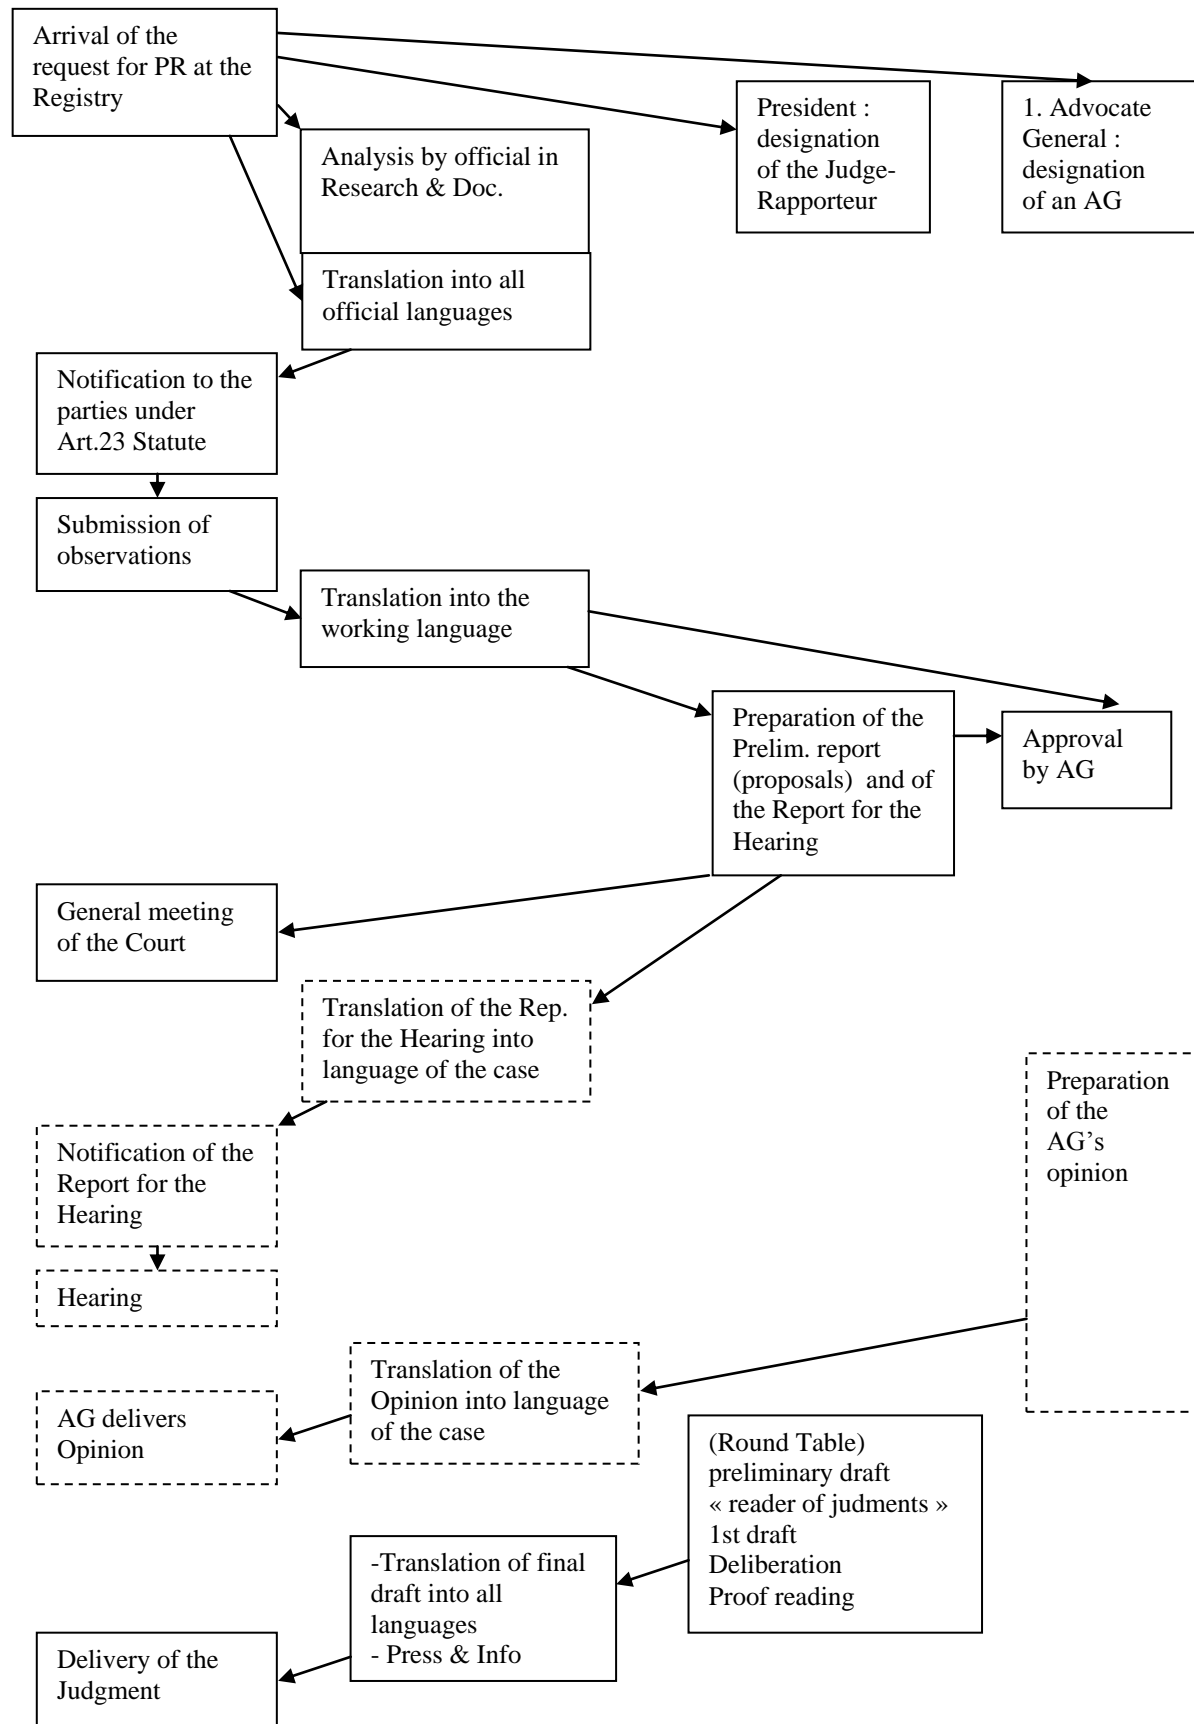 Arrival of the
request for PR at the
Registry
President :
designation
of the Judge-
Rapporteur
1. Advocate
General :
designation
of an AG
Analysis by official in
Research & Doc.
Translation into all
official languages
Notification to the
parties under
Art.23 Statute
Submission of
observations
Translation into the
working language
Preparation of the
Prelim. report
(proposals)  and of
the Report for the
Hearing
Approval
by AG
General meeting
of the Court
Translation of the Rep.
for the Hearing into
language of the case
Preparation
of the
AG’s
opinion
Notification of the
Report for the
Hearing
Hearing
Translation of the
Opinion into language
of the case
AG delivers
Opinion
(Round Table)
preliminary draft
« reader of judgments »
1st draft
Deliberation
Proof reading
-Translation of final
draft into all
languages
- Press & Info
Delivery of the
Judgment